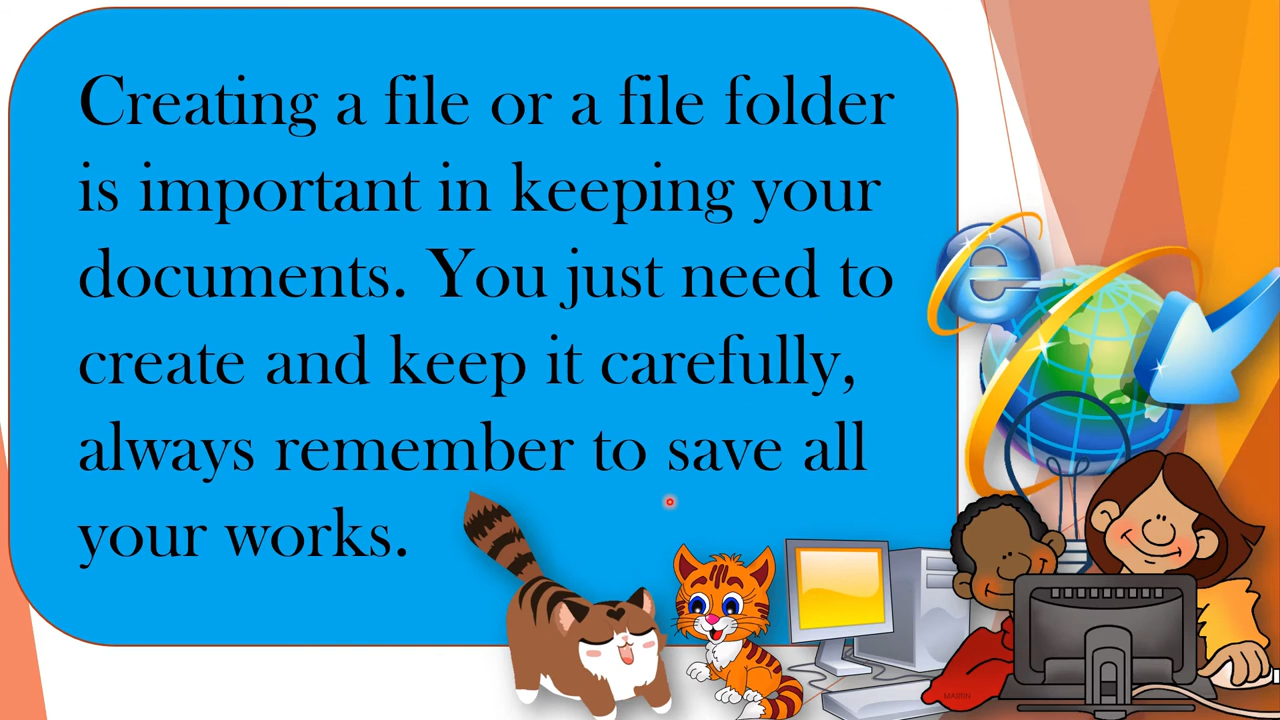 Creating a file or a file folder
is important in keeping your
documents. You just need to
create and keep it carefully,
always remember to save all
your works.